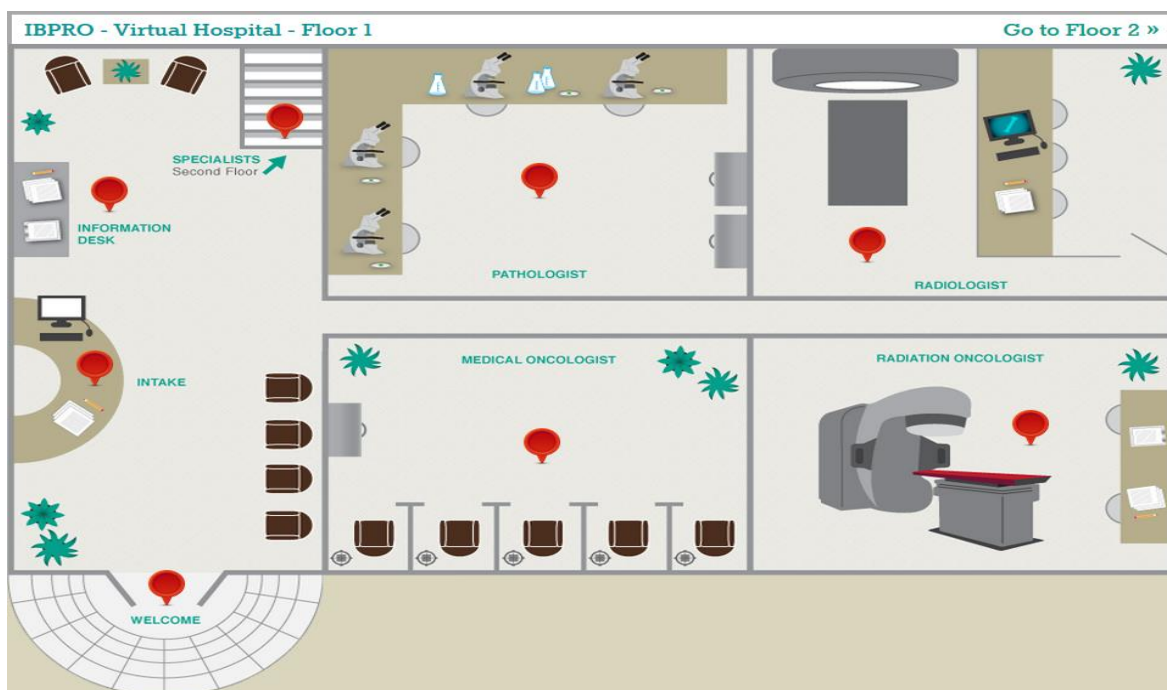 IBPRO - Virtual Hospital - Floor 1
Go to Floor 2 »
SPECIALISTS
Second Floor
INFORMATION
DESK
PATHOLOGIST
RADIOLOGIST
MEDICAL ONCOLOGIST
RADIATION ONCOLOGIST
INTAKE
WELCOME